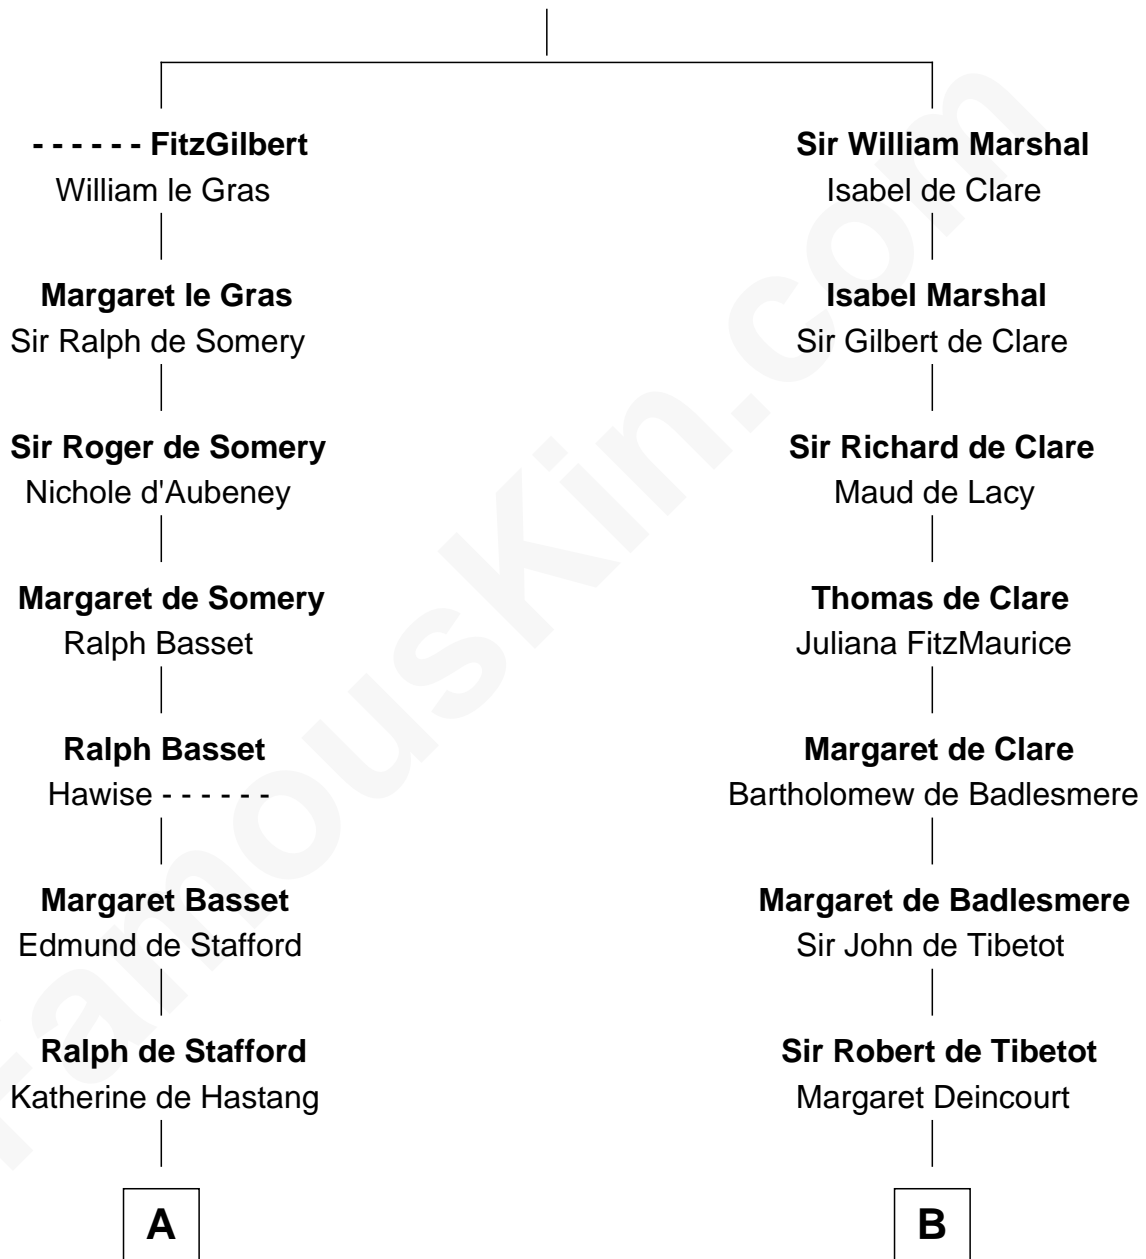 - - - - - - FitzGilbert
William le Gras
Margaret le Gras
Sir Ralph de Somery
Sir Roger de Somery
Nichole d'Aubeney
Margaret de Somery
Ralph Basset
Ralph Basset
Hawise - - - - - -
Margaret Basset
Edmund de Stafford
Ralph de Stafford
Katherine de Hastang
A
Sir William Marshal
Isabel de Clare
Isabel Marshal
Sir Gilbert de Clare
Sir Richard de Clare
Maud de Lacy
Thomas de Clare
Juliana FitzMaurice
Margaret de Clare
Bartholomew de Badlesmere
Margaret de Badlesmere
Sir John de Tibetot
Sir Robert de Tibetot
Margaret Deincourt
B
FamousKin.com